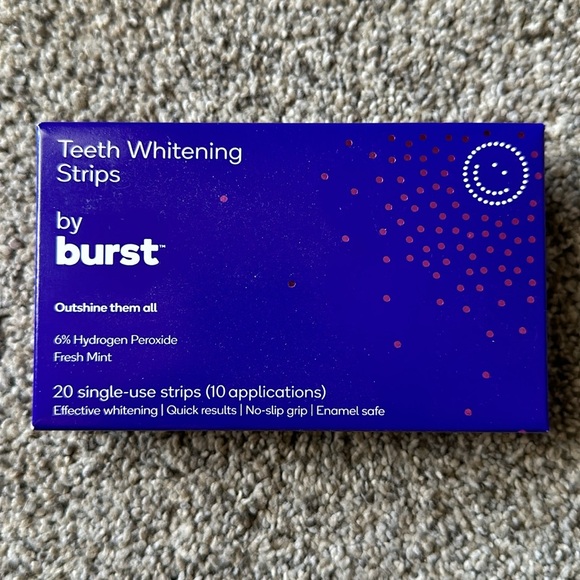 Teeth Whitening
Strips
by
burst™
Outshine them all
6% Hydrogen Peroxide
Fresh Mint
20 single-use strips (10 applications)
Effective whitening | Quick results | No-slip grip | Enamel safe